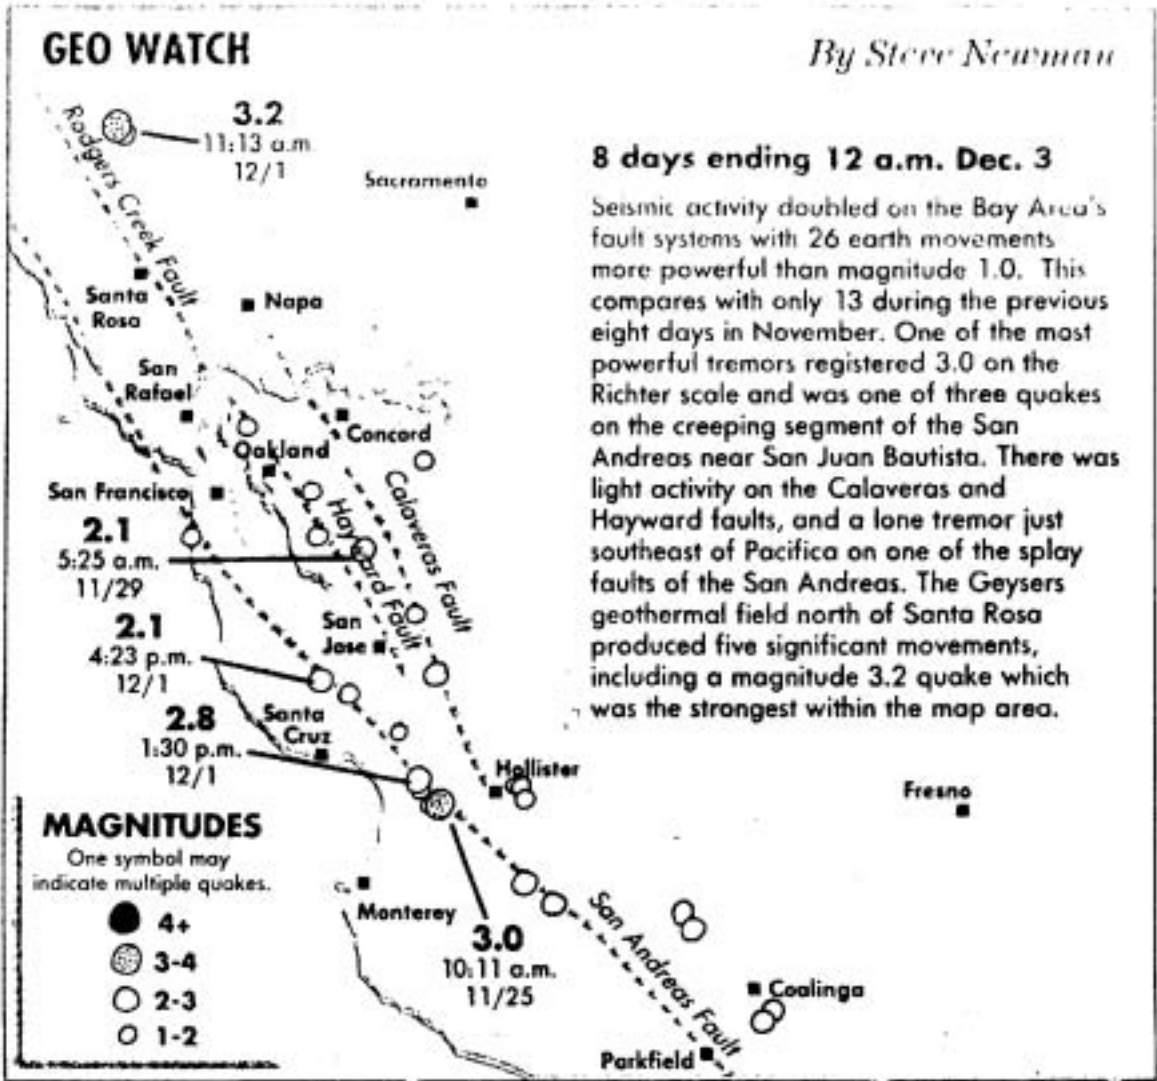 GEO WATCH
By Steve Newman
3.2
11:13 a.m.
12/1
Rodgers Creek Fault
Sacramento
Santa
Rosa
Napa
San
Rafael
Concord
Oakland
San Francisco
Calaveras Fault
Hayward Fault
2.1
5:25 a.m.
11/29
2.1
4:23 p.m.
12/1
San
Jose
2.8
1:30 p.m.
12/1
Santa
Cruz
Hollister
Fresno
Monterey
3.0
10:11 a.m.
11/25
San Andreas Fault
Coalinga
Parkfield
MAGNITUDES
One symbol may
indicate multiple quakes.
4+
3-4
2-3
1-2
8 days ending 12 a.m. Dec. 3
Seismic activity doubled on the Bay Area's
fault systems with 26 earth movements
more powerful than magnitude 1.0. This
compares with only 13 during the previous
eight days in November. One of the most
powerful tremors registered 3.0 on the
Richter scale and was one of three quakes
on the creeping segment of the San
Andreas near San Juan Bautista. There was
light activity on the Calaveras and
Hayward faults, and a lone tremor just
southeast of Pacifica on one of the splay
faults of the San Andreas. The Geysers
geothermal field north of Santa Rosa
produced five significant movements,
including a magnitude 3.2 quake which
was the strongest within the map area.